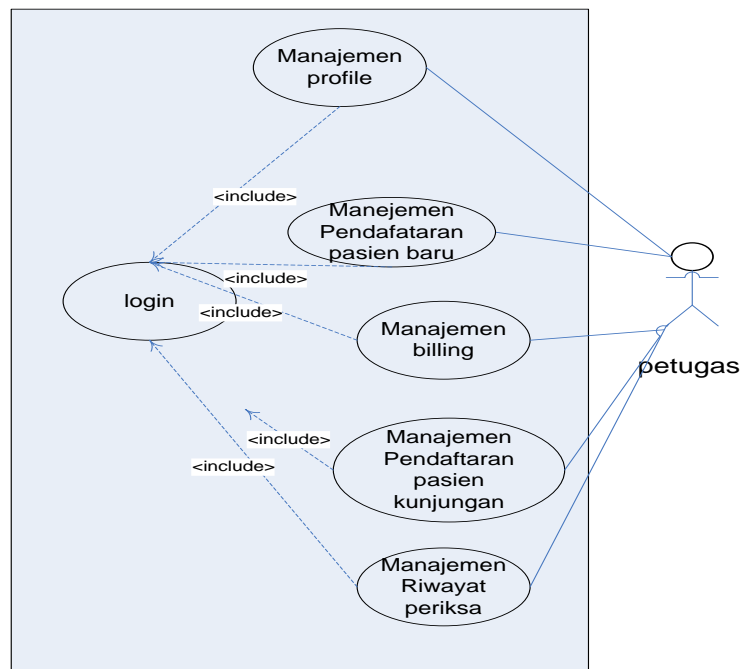 Manajemen
profile
<include>
Manejemen
Pendafataran
pasien baru
<include>
login
<include>
Manajemen
billing
petugas
<include>
Manajemen
Pendaftaran
pasien
kunjungan
<include>
Manajemen
Riwayat
periksa